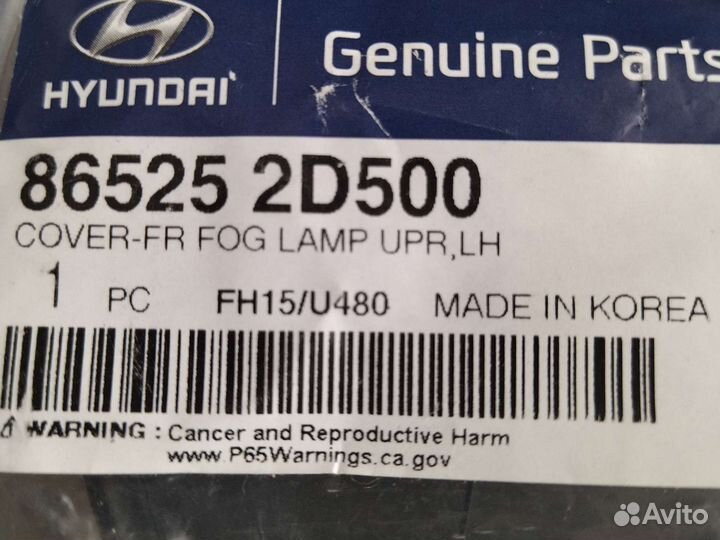 HYUNDAI
Genuine Parts
86525 2D500
COVER-FR FOG LAMP UPR,LH
1 PC FH15/U480 MADE IN KOREA
WARNING : Cancer and Reproductive Harm
www.P65Warnings.ca.gov
Avito